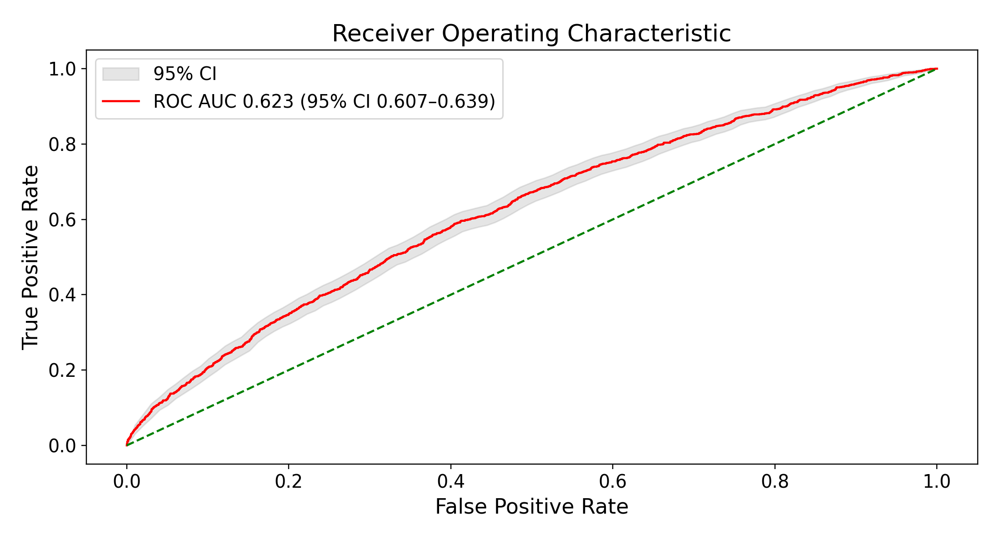 Receiver Operating Characteristic
95% CI
ROC AUC 0.623 (95% CI 0.607–0.639)
True Positive Rate
1.0
0.8
0.6
0.4
0.2
0.0
0.0 0.2 0.4 0.6 0.8 1.0
False Positive Rate